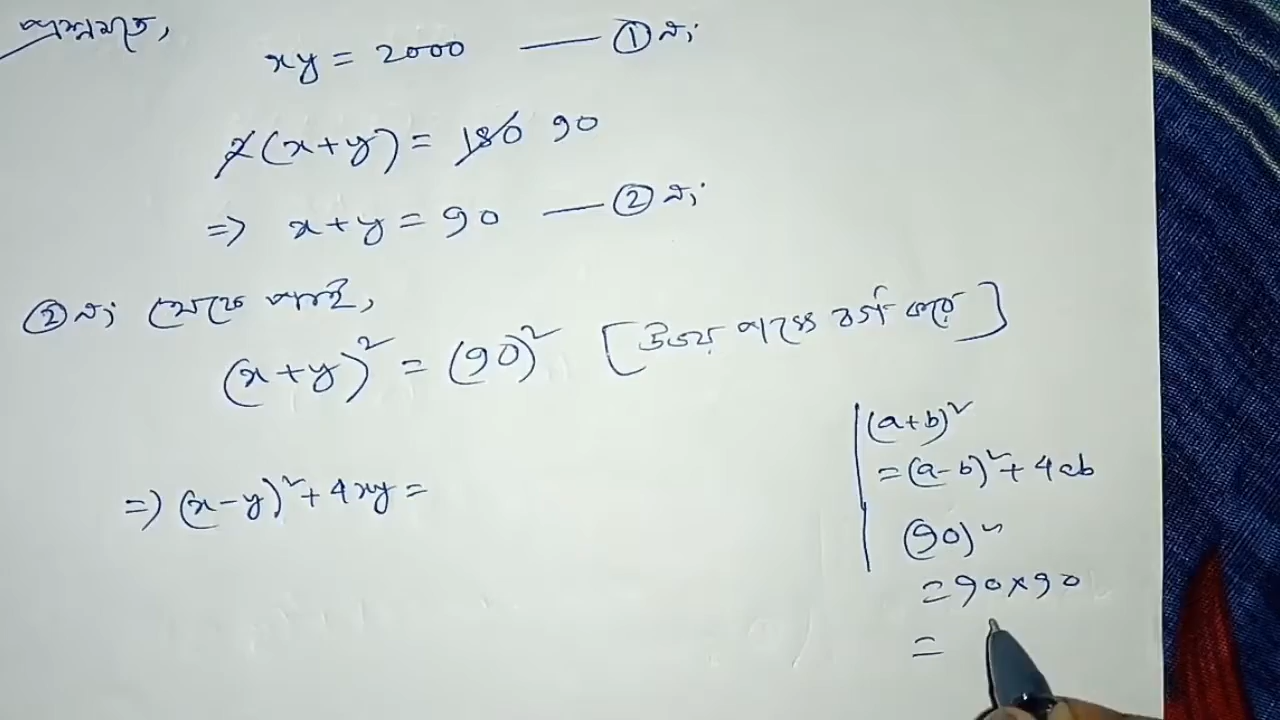 প্রশ্নমতে,
xy = 2000 —— ① নং
2(x+y) = 180 90
=> x+y = 90 —— ② নং
② নং থেকে পাই,
(x+y)² = (90)² [উভয় পক্ষে বর্গ করে]
=> (x-y)² + 4xy =
(a+b)²
= (a-b)² + 4ab
(90)²
= 90×90
=